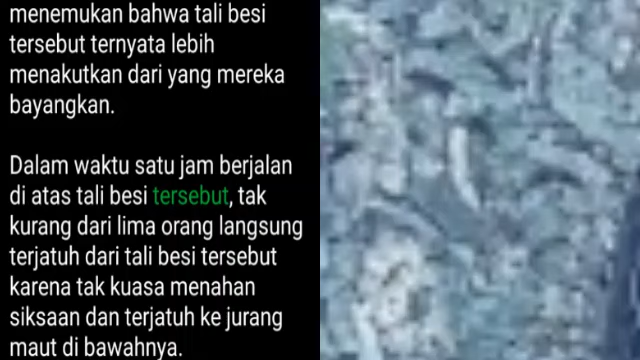 menemukan bahwa tali besi
tersebut ternyata lebih
menakutkan dari yang mereka
bayangkan.
Dalam waktu satu jam berjalan
di atas tali besi tersebut, tak
kurang dari lima orang langsung
terjatuh dari tali besi tersebut
karena tak kuasa menahan
siksaan dan terjatuh ke jurang
maut di bawahnya.